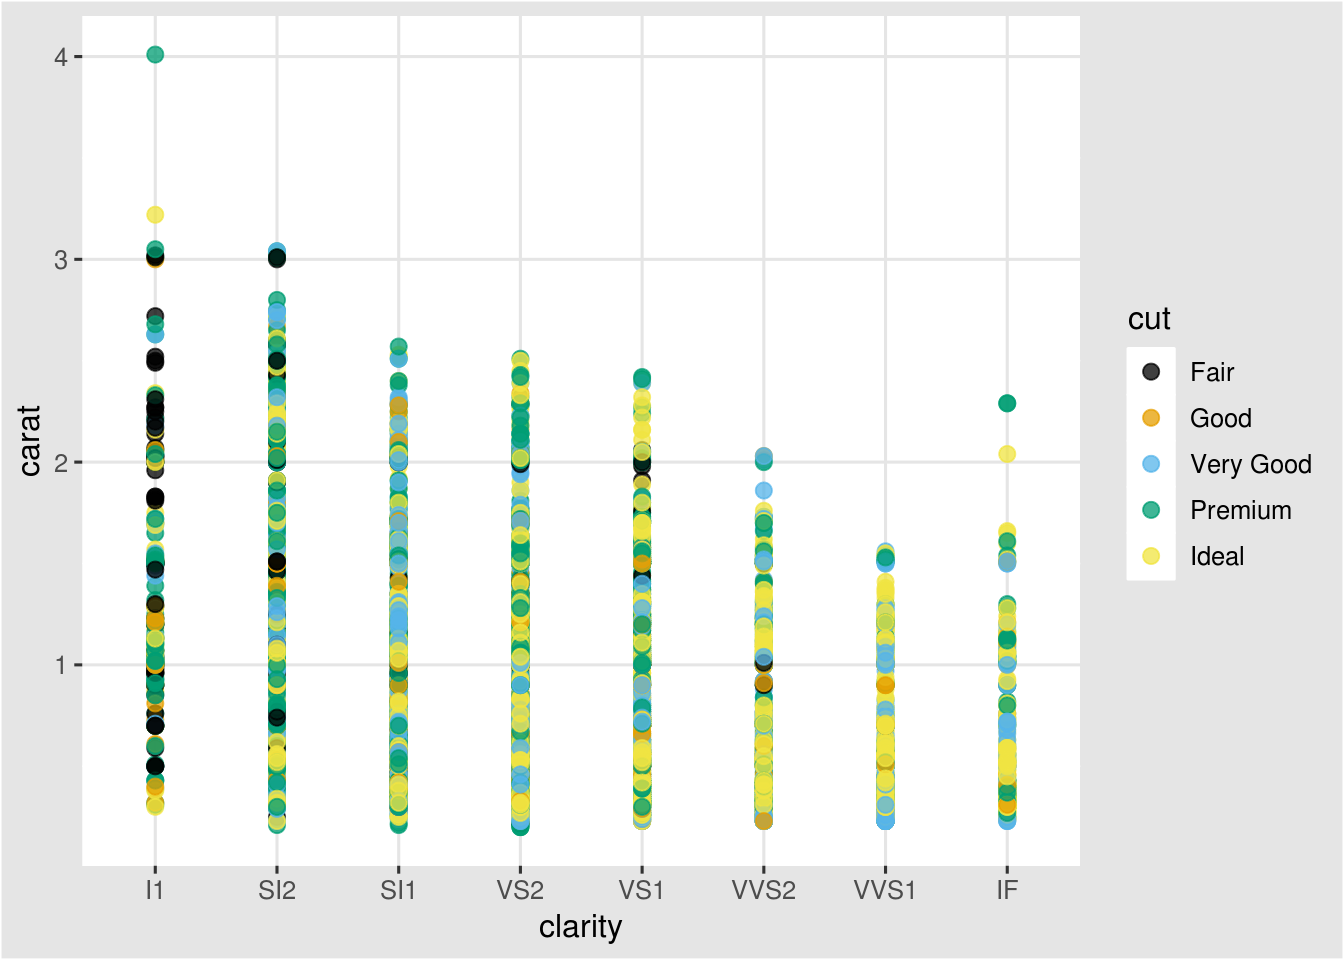 4
3
2
1
carat
I1 SI2 SI1 VS2 VS1 VVS2 VVS1 IF
clarity
cut
Fair
Good
Very Good
Premium
Ideal